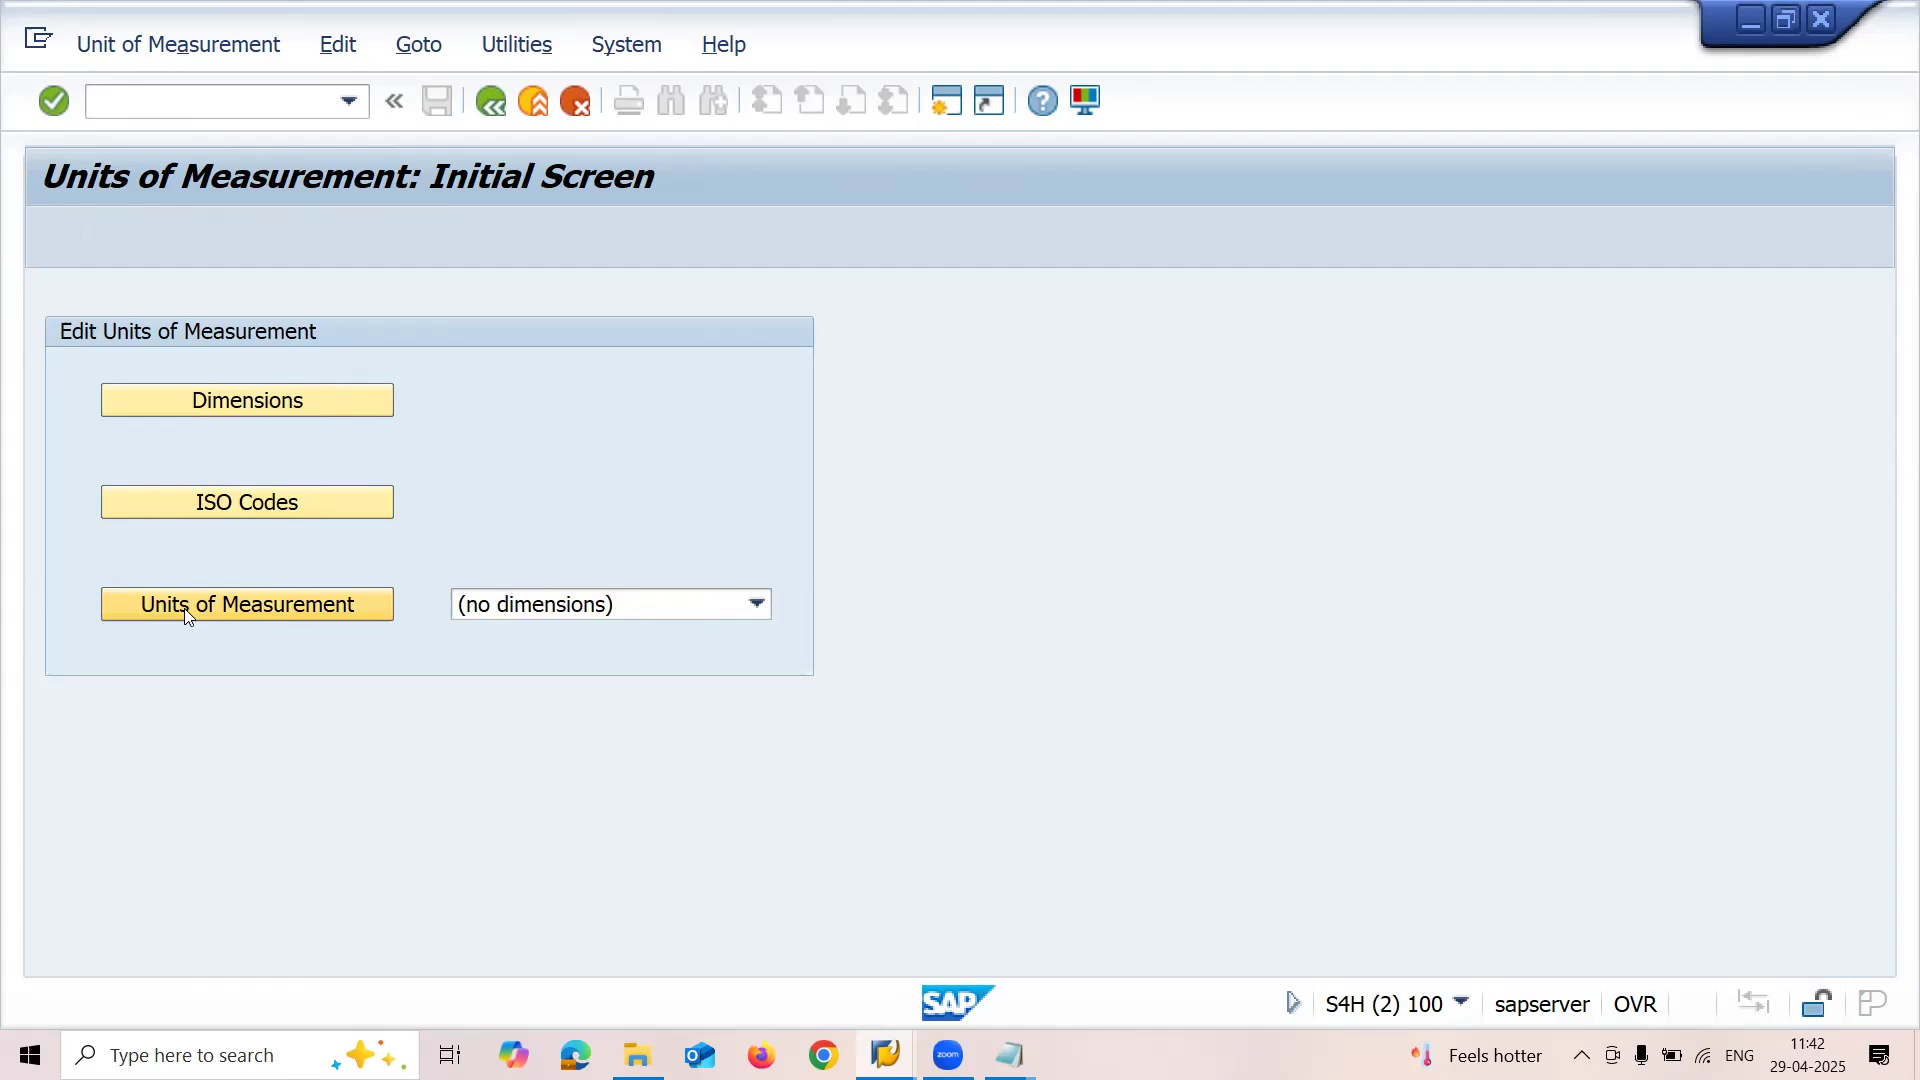 Unit of Measurement Edit Goto Utilities System Help
Units of Measurement: Initial Screen
Edit Units of Measurement
Dimensions
ISO Codes
Units of Measurement (no dimensions)
SAP S4H (2) 100 sapserver OVR
Type here to search zoom Feels hotter ENG 11:42
29-04-2025